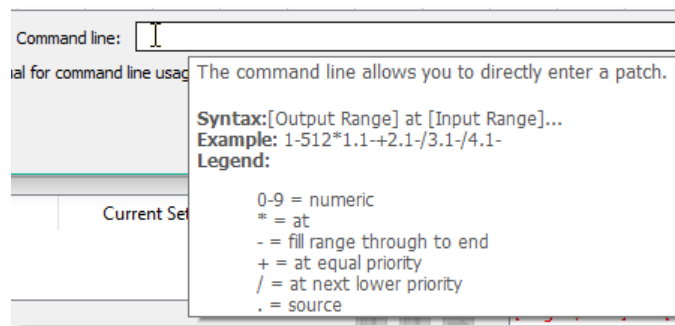 Command line:
al for command line usag
The command line allows you to directly enter a patch.
Syntax:[Output Range] at [Input Range]...
Example: 1-512*1.1-+2.1-/3.1-/4.1-
Legend:
0-9 = numeric
* = at
- = fill range through to end
+ = at equal priority
/ = at next lower priority
. = source
Current Set